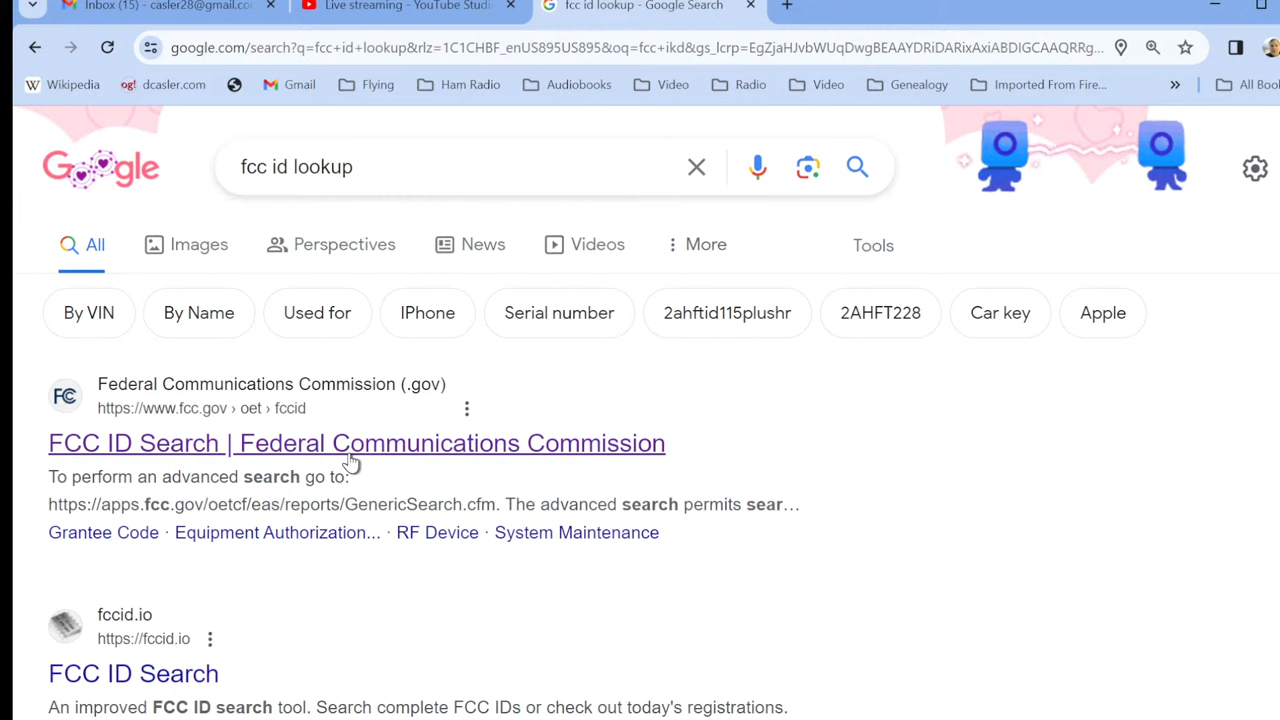 Inbox (15) - casler28@gmail.co
Live streaming - YouTube Studi
fcc id lookup - Google Search
google.com/search?q=fcc+id+lookup&rlz=1C1CHBF_enUS895US895&oq=fcc+ikd&gs_lcrp=EgZjaHJvbWUqDwgBEAAYDRiDARixAxiABDIGCAAQRRg...
W Wikipedia
og! dcasler.com
Gmail
Flying
Ham Radio
Audiobooks
Video
Radio
Video
Genealogy
Imported From Fire...
»
All Boo
Google
fcc id lookup
All
Images
Perspectives
News
Videos
More
Tools
By VIN
By Name
Used for
IPhone
Serial number
2ahftid115plushr
2AHFT228
Car key
Apple
FC
Federal Communications Commission (.gov)
https://www.fcc.gov › oet › fccid
FCC ID Search | Federal Communications Commission
To perform an advanced search go to:
https://apps.fcc.gov/oetcf/eas/reports/GenericSearch.cfm. The advanced search permits sear...
Grantee Code · Equipment Authorization... · RF Device · System Maintenance
fccid.io
https://fccid.io
FCC ID Search
An improved FCC ID search tool. Search complete FCC IDs or check out today's registrations.